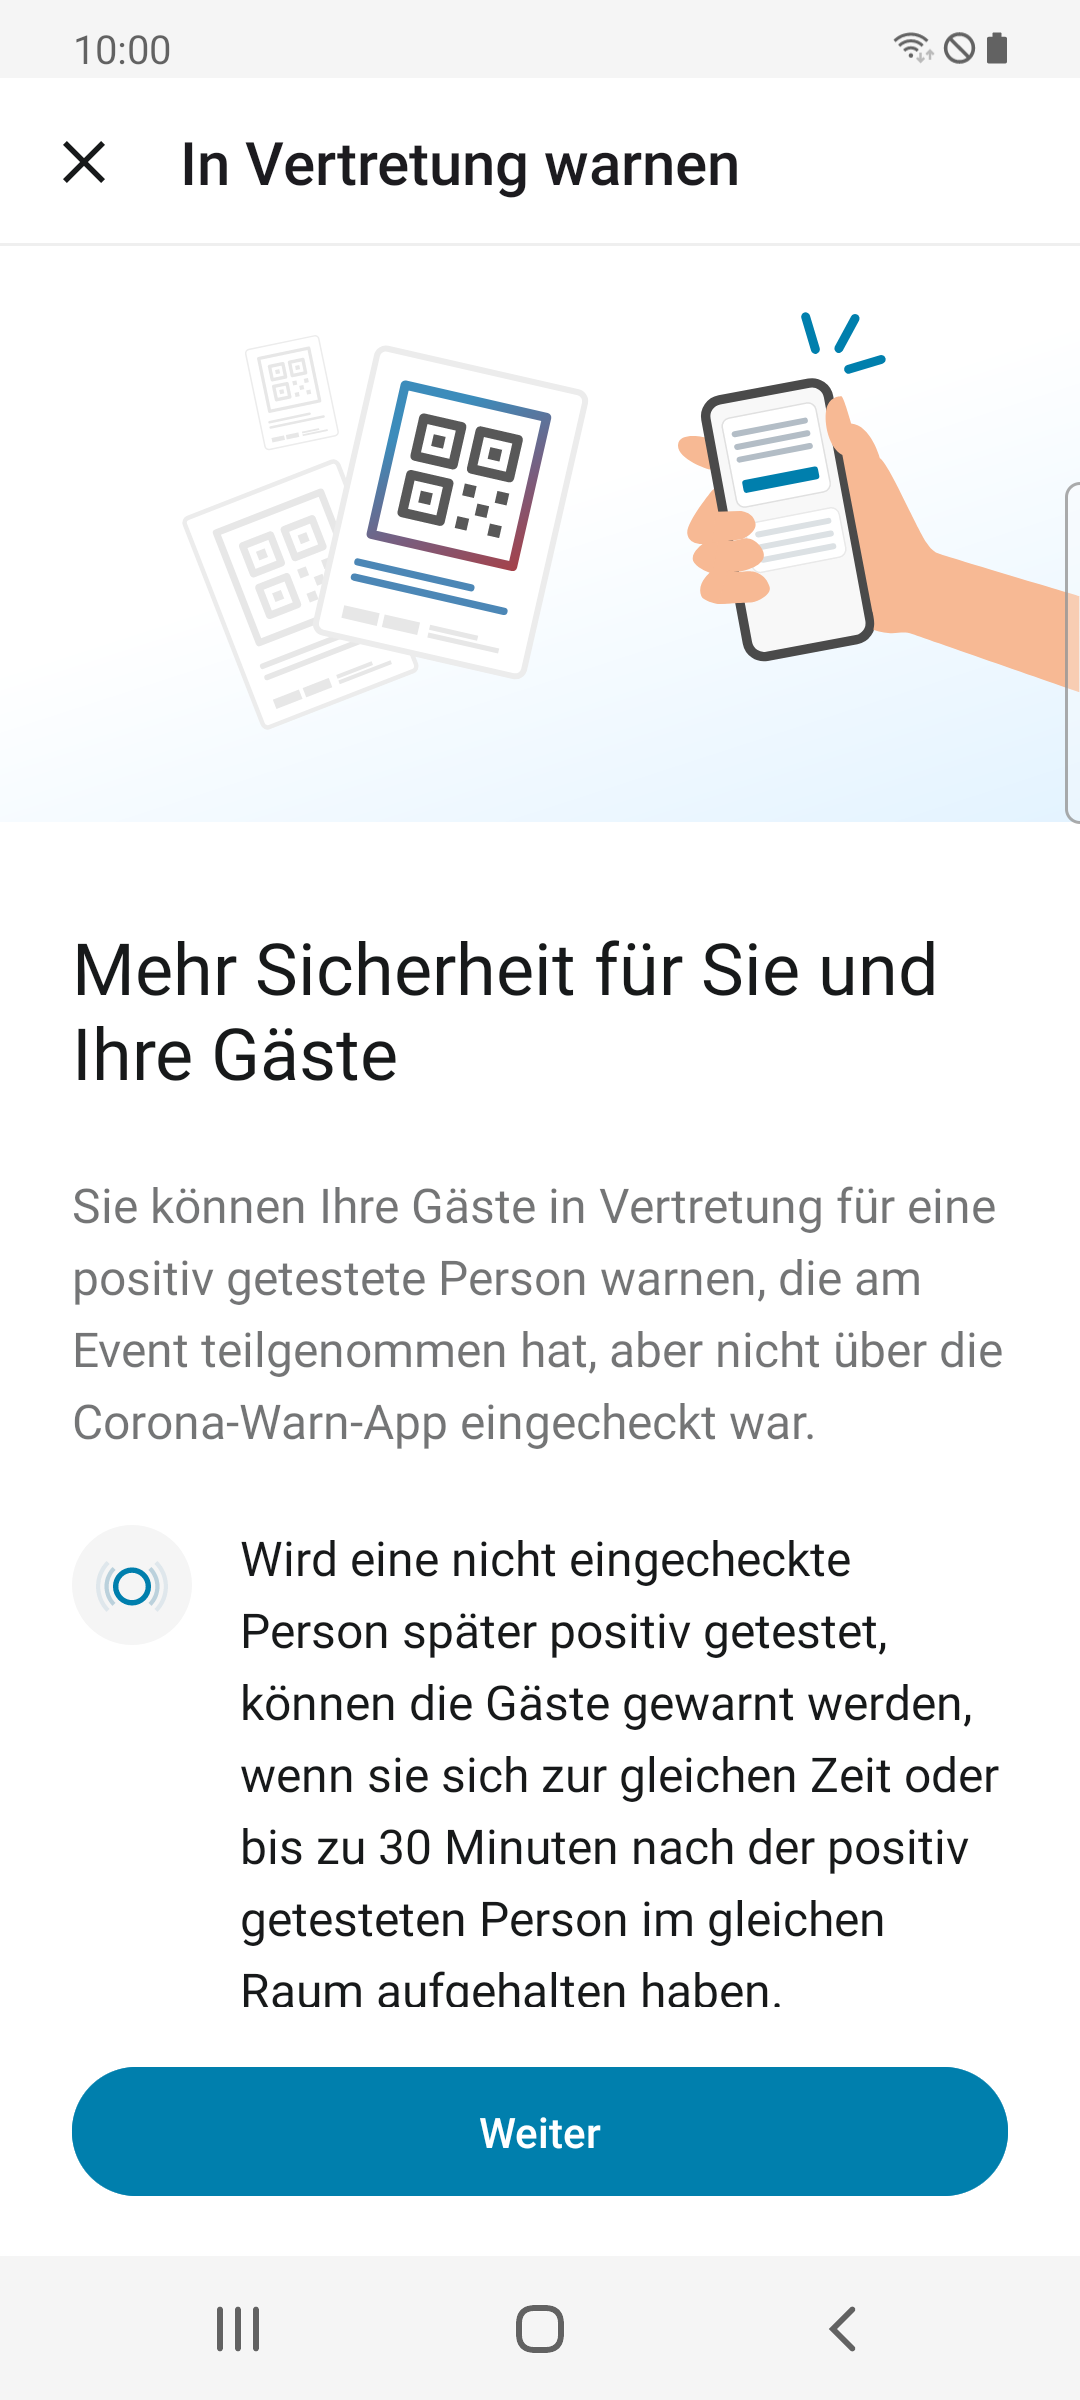 10:00
In Vertretung warnen
Mehr Sicherheit für Sie und
Ihre Gäste
Sie können Ihre Gäste in Vertretung für eine
positiv getestete Person warnen, die am
Event teilgenommen hat, aber nicht über die
Corona-Warn-App eingecheckt war.
Wird eine nicht eingecheckte
Person später positiv getestet,
können die Gäste gewarnt werden,
wenn sie sich zur gleichen Zeit oder
bis zu 30 Minuten nach der positiv
getesteten Person im gleichen
Raum aufgehalten haben.
Weiter